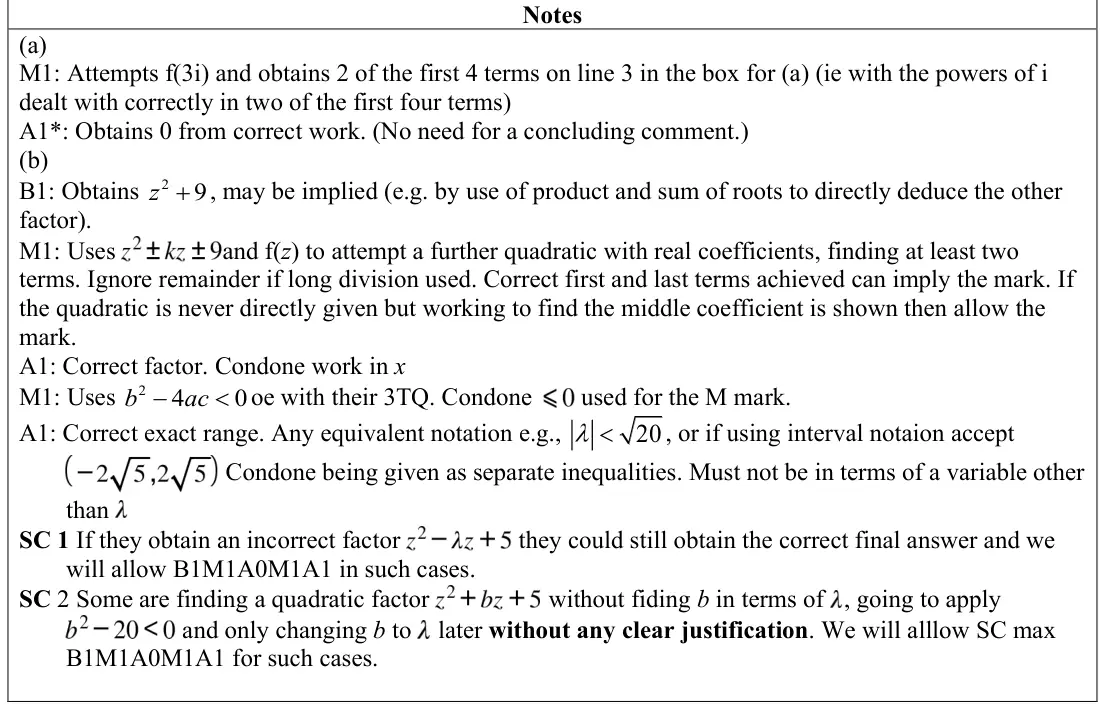 Notes
(a)
M1: Attempts f(3i) and obtains 2 of the first 4 terms on line 3 in the box for (a) (ie with the powers of i
dealt with correctly in two of the first four terms)
A1*: Obtains 0 from correct work. (No need for a concluding comment.)
(b)
B1: Obtains z² + 9, may be implied (e.g. by use of product and sum of roots to directly deduce the other
factor).
M1: Uses z² ± kz ± 9and f(z) to attempt a further quadratic with real coefficients, finding at least two
terms. Ignore remainder if long division used. Correct first and last terms achieved can imply the mark. If
the quadratic is never directly given but working to find the middle coefficient is shown then allow the
mark.
A1: Correct factor. Condone work in x
M1: Uses b² − 4ac < 0 oe with their 3TQ. Condone ⩽0 used for the M mark.
A1: Correct exact range. Any equivalent notation e.g., |λ| < √20, or if using interval notaion accept
(−2√5,2√5) Condone being given as separate inequalities. Must not be in terms of a variable other
than λ
SC 1 If they obtain an incorrect factor z² − λz + 5 they could still obtain the correct final answer and we
will allow B1M1A0M1A1 in such cases.
SC 2 Some are finding a quadratic factor z² + bz + 5 without fiding b in terms of λ, going to apply
b² − 20 < 0 and only changing b to λ later without any clear justification. We will alllow SC max
B1M1A0M1A1 for such cases.